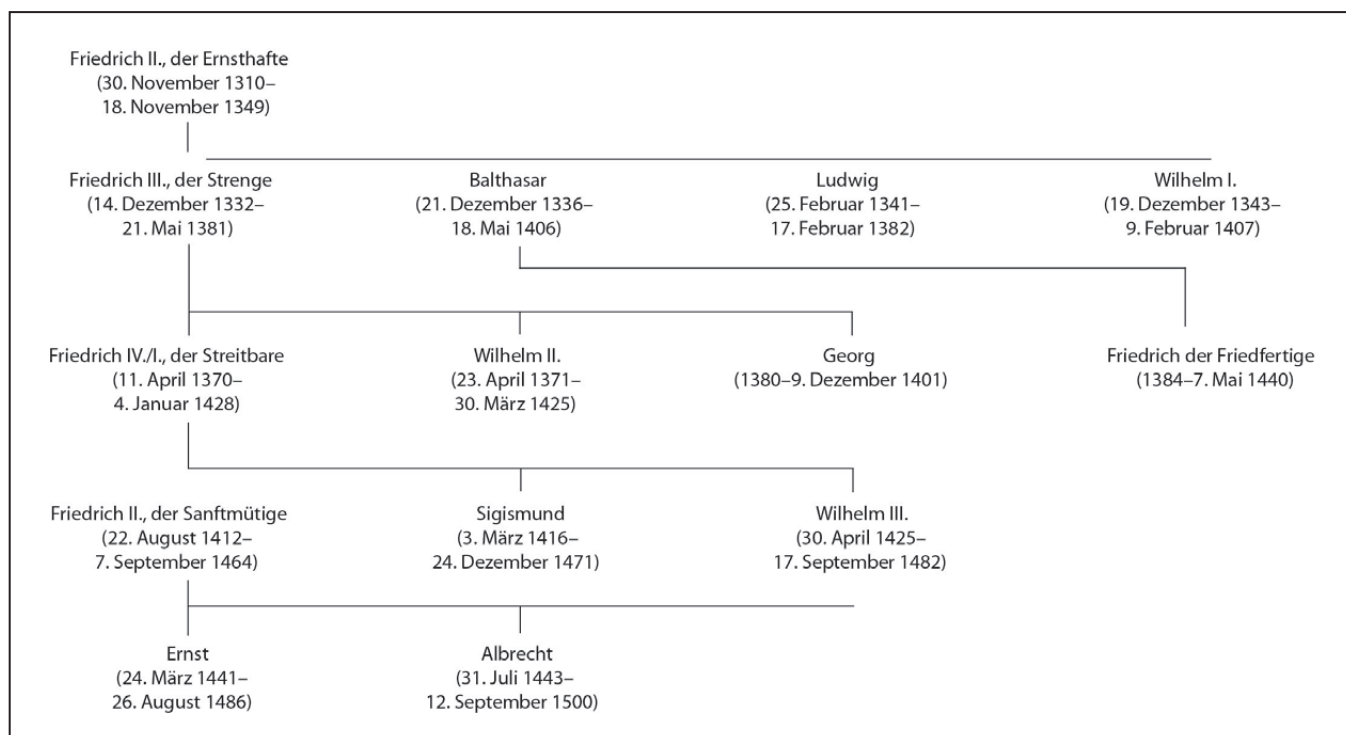 Friedrich II., der Ernsthafte
(30. November 1310–
18. November 1349)
Friedrich III., der Strenge
(14. Dezember 1332–
21. Mai 1381)
Balthasar
(21. Dezember 1336–
18. Mai 1406)
Ludwig
(25. Februar 1341–
17. Februar 1382)
Wilhelm I.
(19. Dezember 1343–
9. Februar 1407)
Friedrich IV./I., der Streitbare
(11. April 1370–
4. Januar 1428)
Wilhelm II.
(23. April 1371–
30. März 1425)
Georg
(1380–9. Dezember 1401)
Friedrich der Friedfertige
(1384–7. Mai 1440)
Friedrich II., der Sanftmütige
(22. August 1412–
7. September 1464)
Sigismund
(3. März 1416–
24. Dezember 1471)
Wilhelm III.
(30. April 1425–
17. September 1482)
Ernst
(24. März 1441–
26. August 1486)
Albrecht
(31. Juli 1443–
12. September 1500)